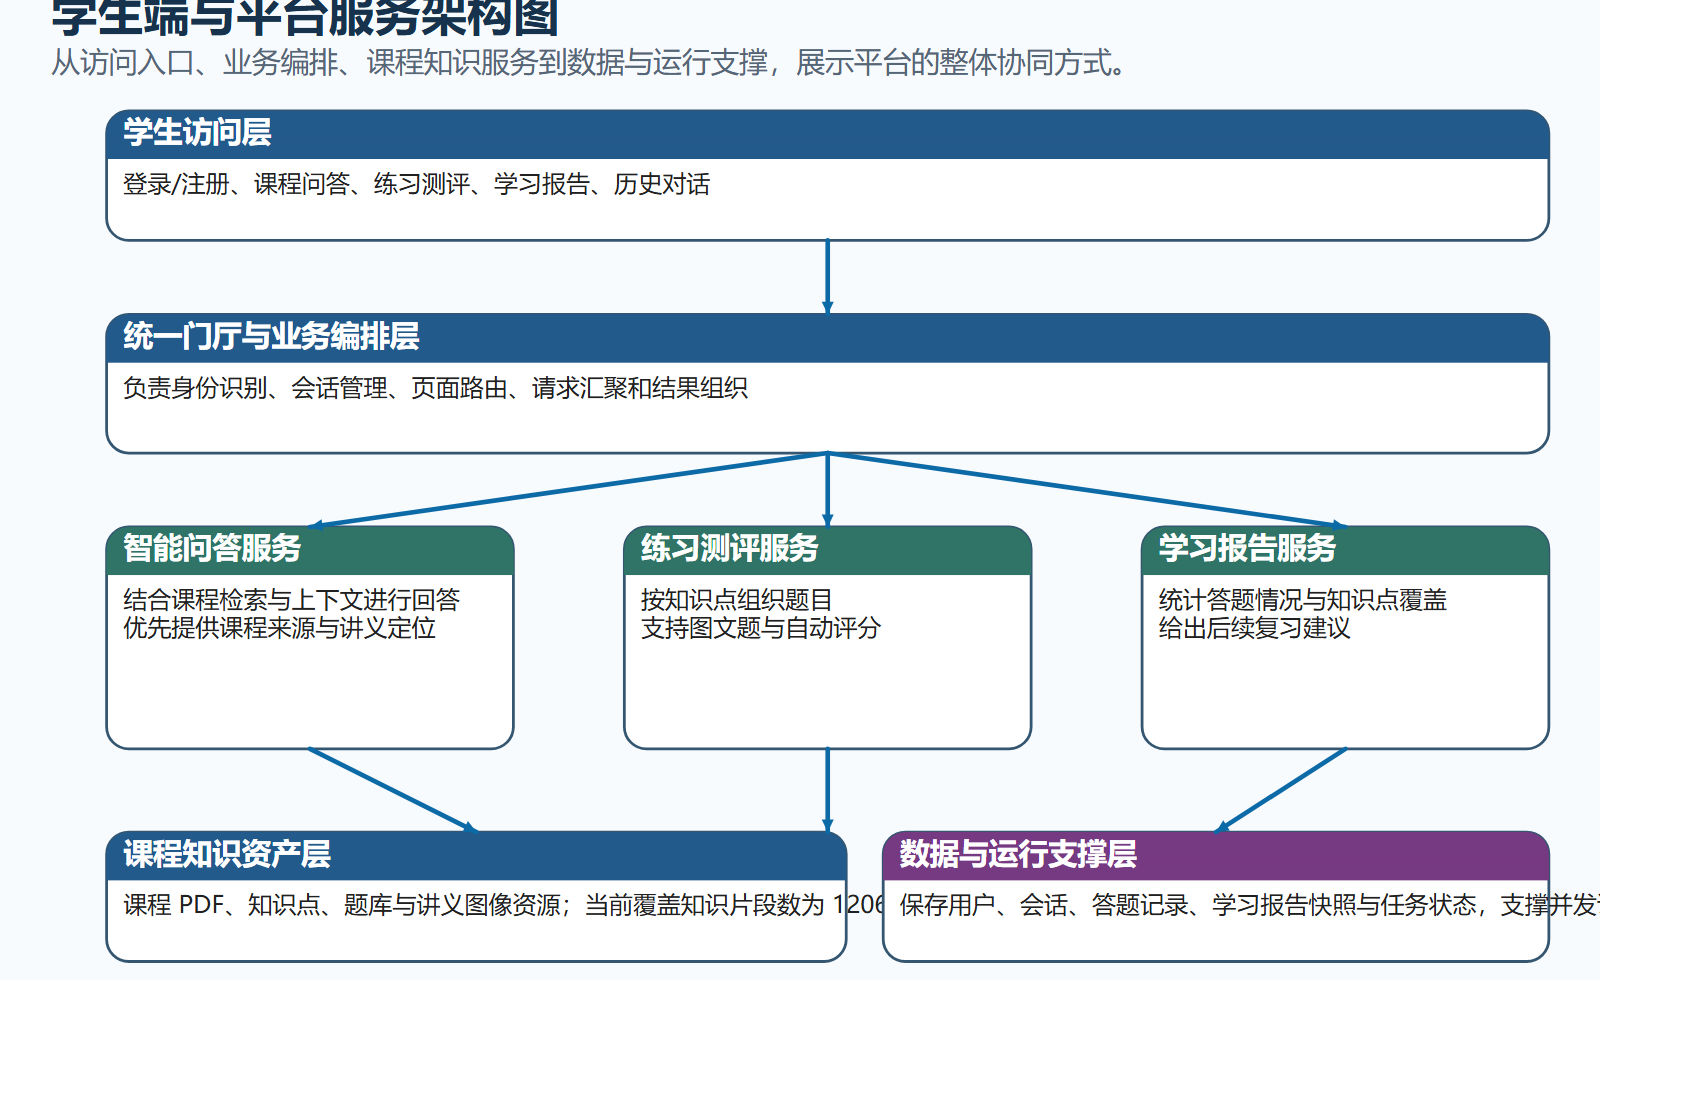 学生端与平台服务架构图
从访问入口、业务编排、课程知识服务到数据与运行支撑，展示平台的整体协同方式。
学生访问层
登录/注册、课程问答、练习测评、学习报告、历史对话
统一门厅与业务编排层
负责身份识别、会话管理、页面路由、请求汇聚和结果组织
智能问答服务
结合课程检索与上下文进行回答
优先提供课程来源与讲义定位
练习测评服务
按知识点组织题目
支持图文题与自动评分
学习报告服务
统计答题情况与知识点覆盖
给出后续复习建议
课程知识资产层
课程 PDF、知识点、题库与讲义图像资源；当前覆盖知识片段数为 1206
数据与运行支撑层
保存用户、会话、答题记录、学习报告快照与任务状态，支撑并发